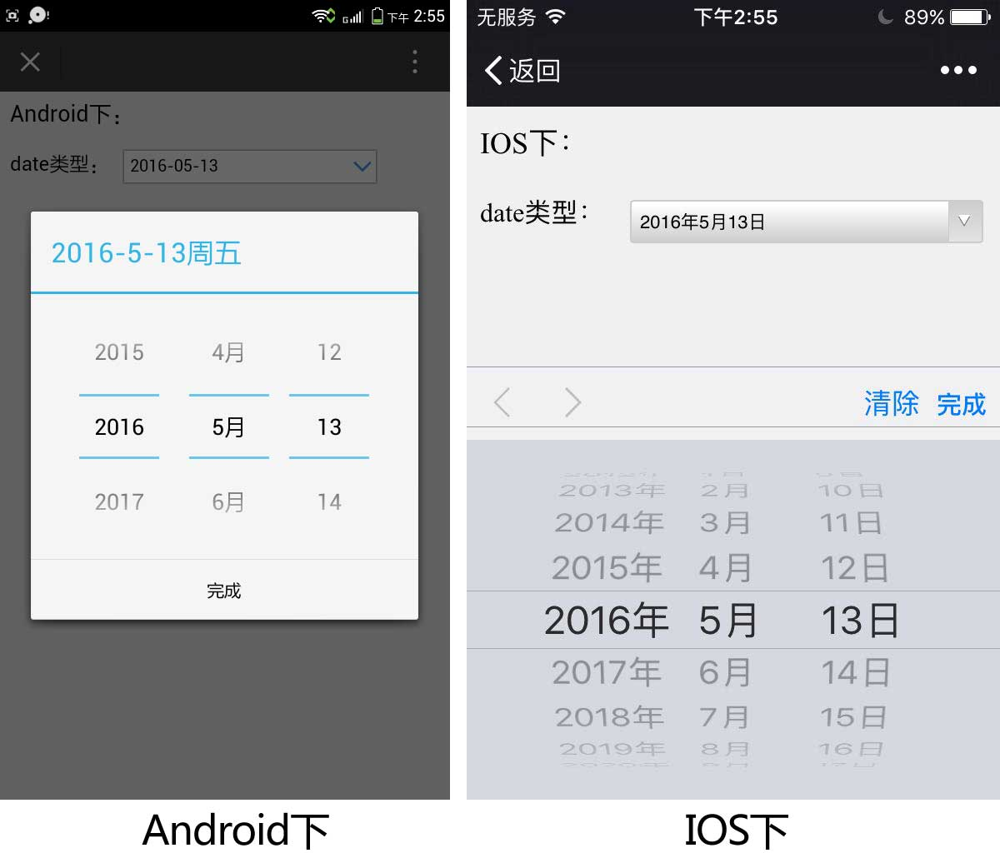 下午 2:55
Android下：
date类型：
2016-05-13
2016-5-13周五
2015 4月 12
2016 5月 13
2017 6月 14
完成
Android下
无服务 下午2:55 89%
返回
IOS下：
date类型：
2016年5月13日
清除 完成
2013年 2月 10日
2014年 3月 11日
2015年 4月 12日
2016年 5月 13日
2017年 6月 14日
2018年 7月 15日
2019年 8月 16日
IOS下